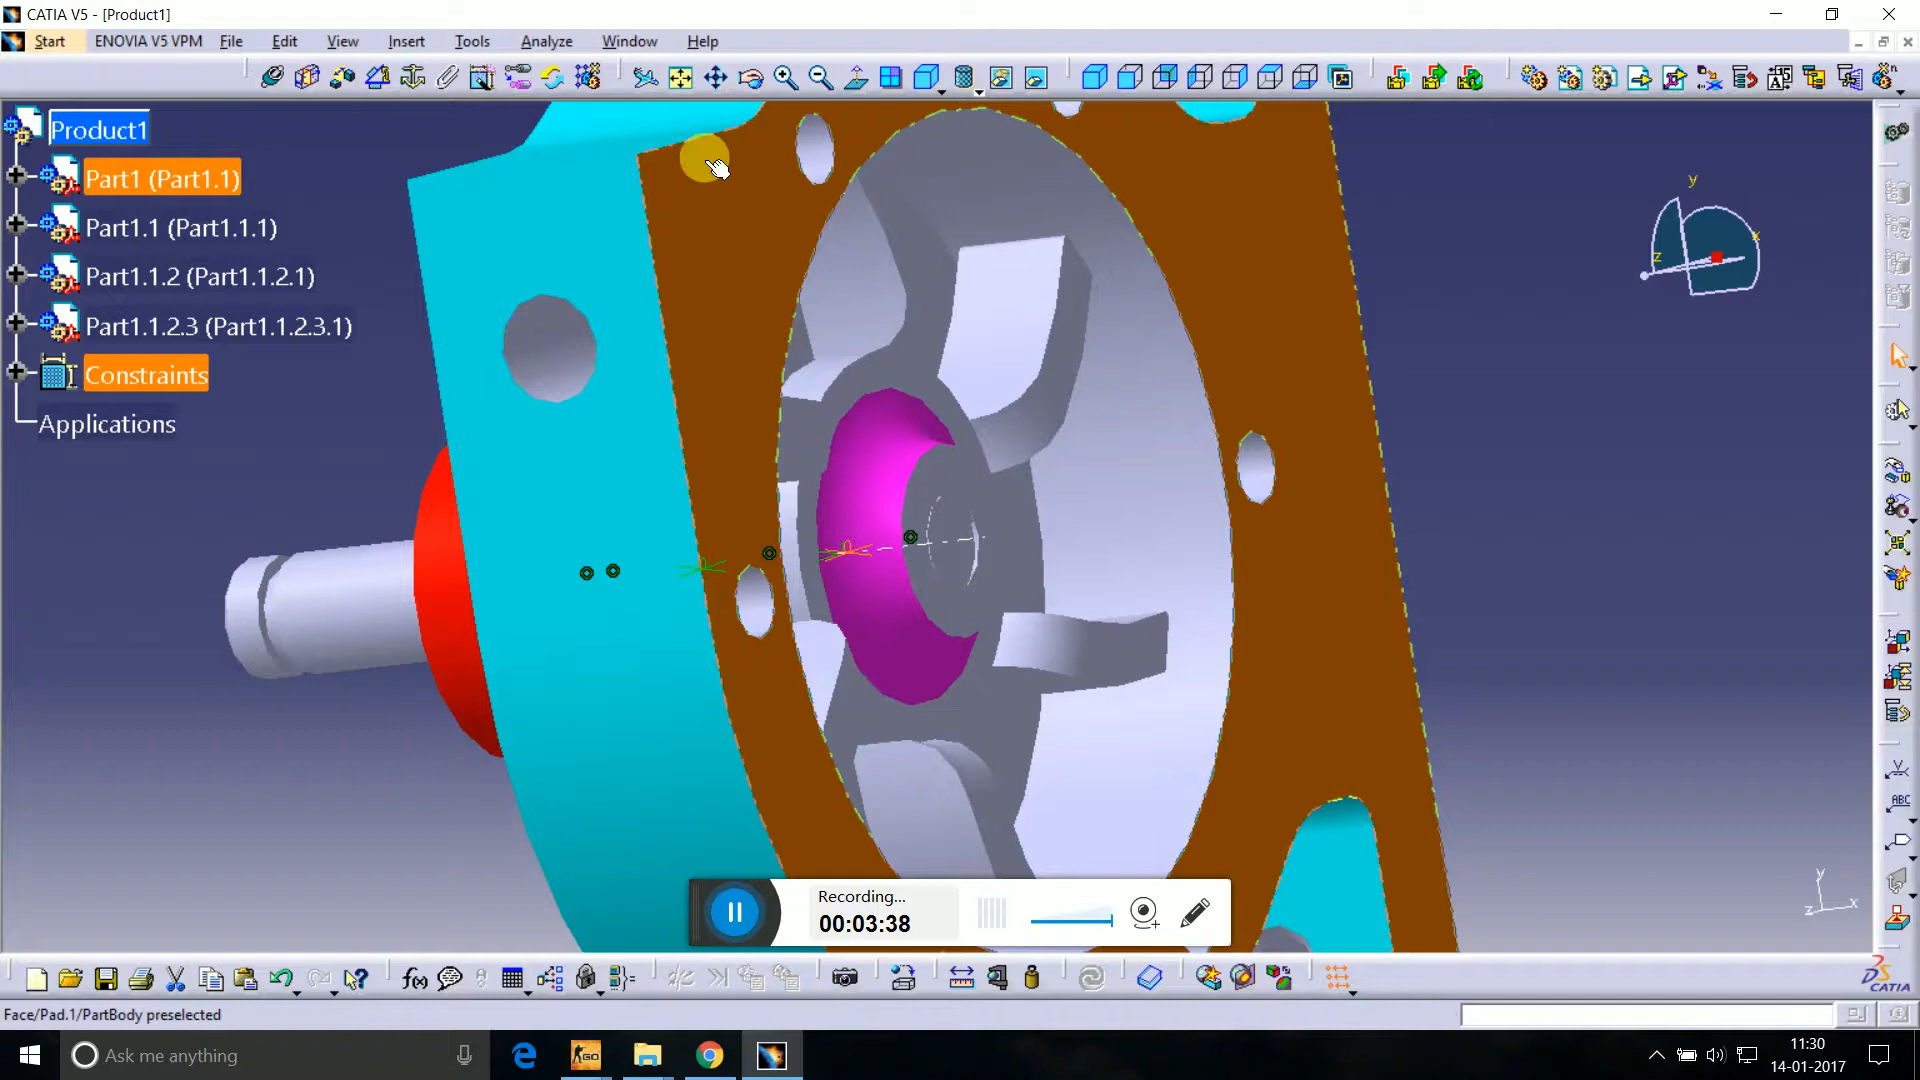 CATIA V5 - [Product1]
Start ENOVIA V5 VPM File Edit View Insert Tools Analyze Window Help
Product1
Part1 (Part1.1)
Part1.1 (Part1.1.1)
Part1.1.2 (Part1.1.2.1)
Part1.1.2.3 (Part1.1.2.3.1)
Constraints
Applications
y
x
z
ABC
y
z x
Recording...
00:03:38
f(x)
CATIA
Face/Pad.1/PartBody preselected
Ask me anything
GO
11:30
14-01-2017